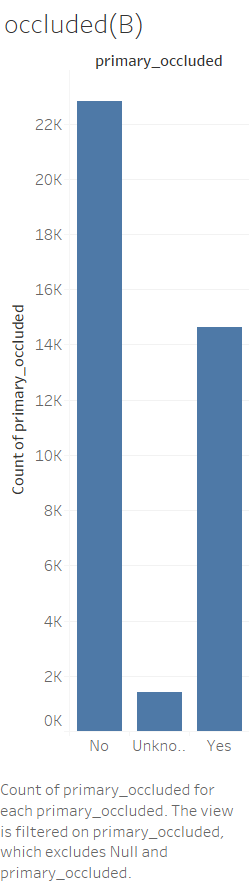 occluded(B)
primary_occluded
Count of primary_occluded
22K
20K
18K
16K
14K
12K
10K
8K
6K
4K
2K
0K
No Unkno.. Yes
Count of primary_occluded for
each primary_occluded. The view
is filtered on primary_occluded,
which excludes Null and
primary_occluded.